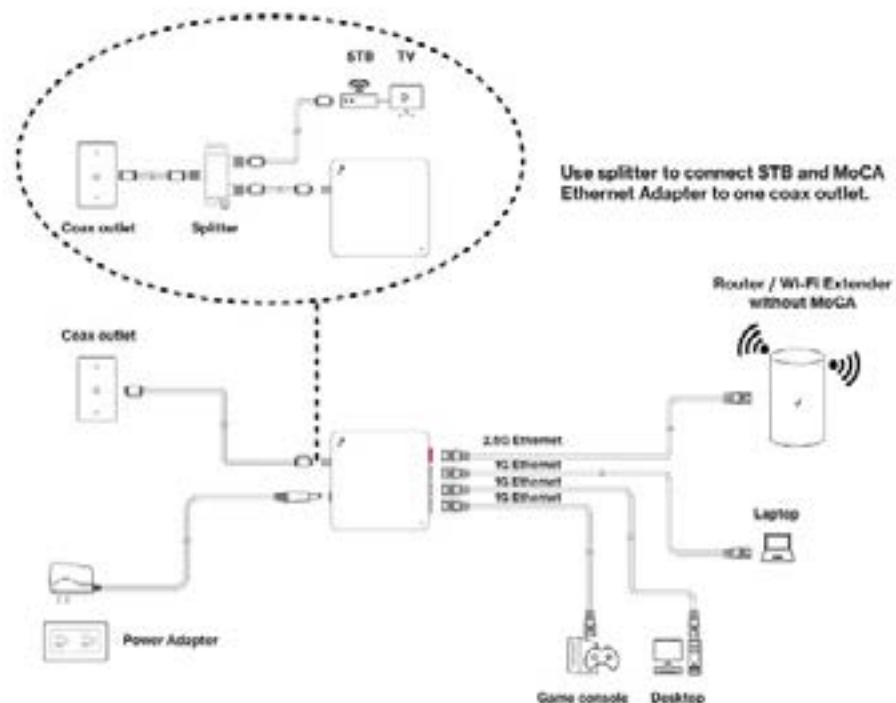 STB TV
Coax outlet
Splitter
Use splitter to connect STB and MoCA
Ethernet Adapter to one coax outlet.
Router / Wi-Fi Extender
without MoCA
Coax outlet
2.5G Ethernet
1G Ethernet
1G Ethernet
1G Ethernet
Laptop
Power Adapter
Game console
Desktop